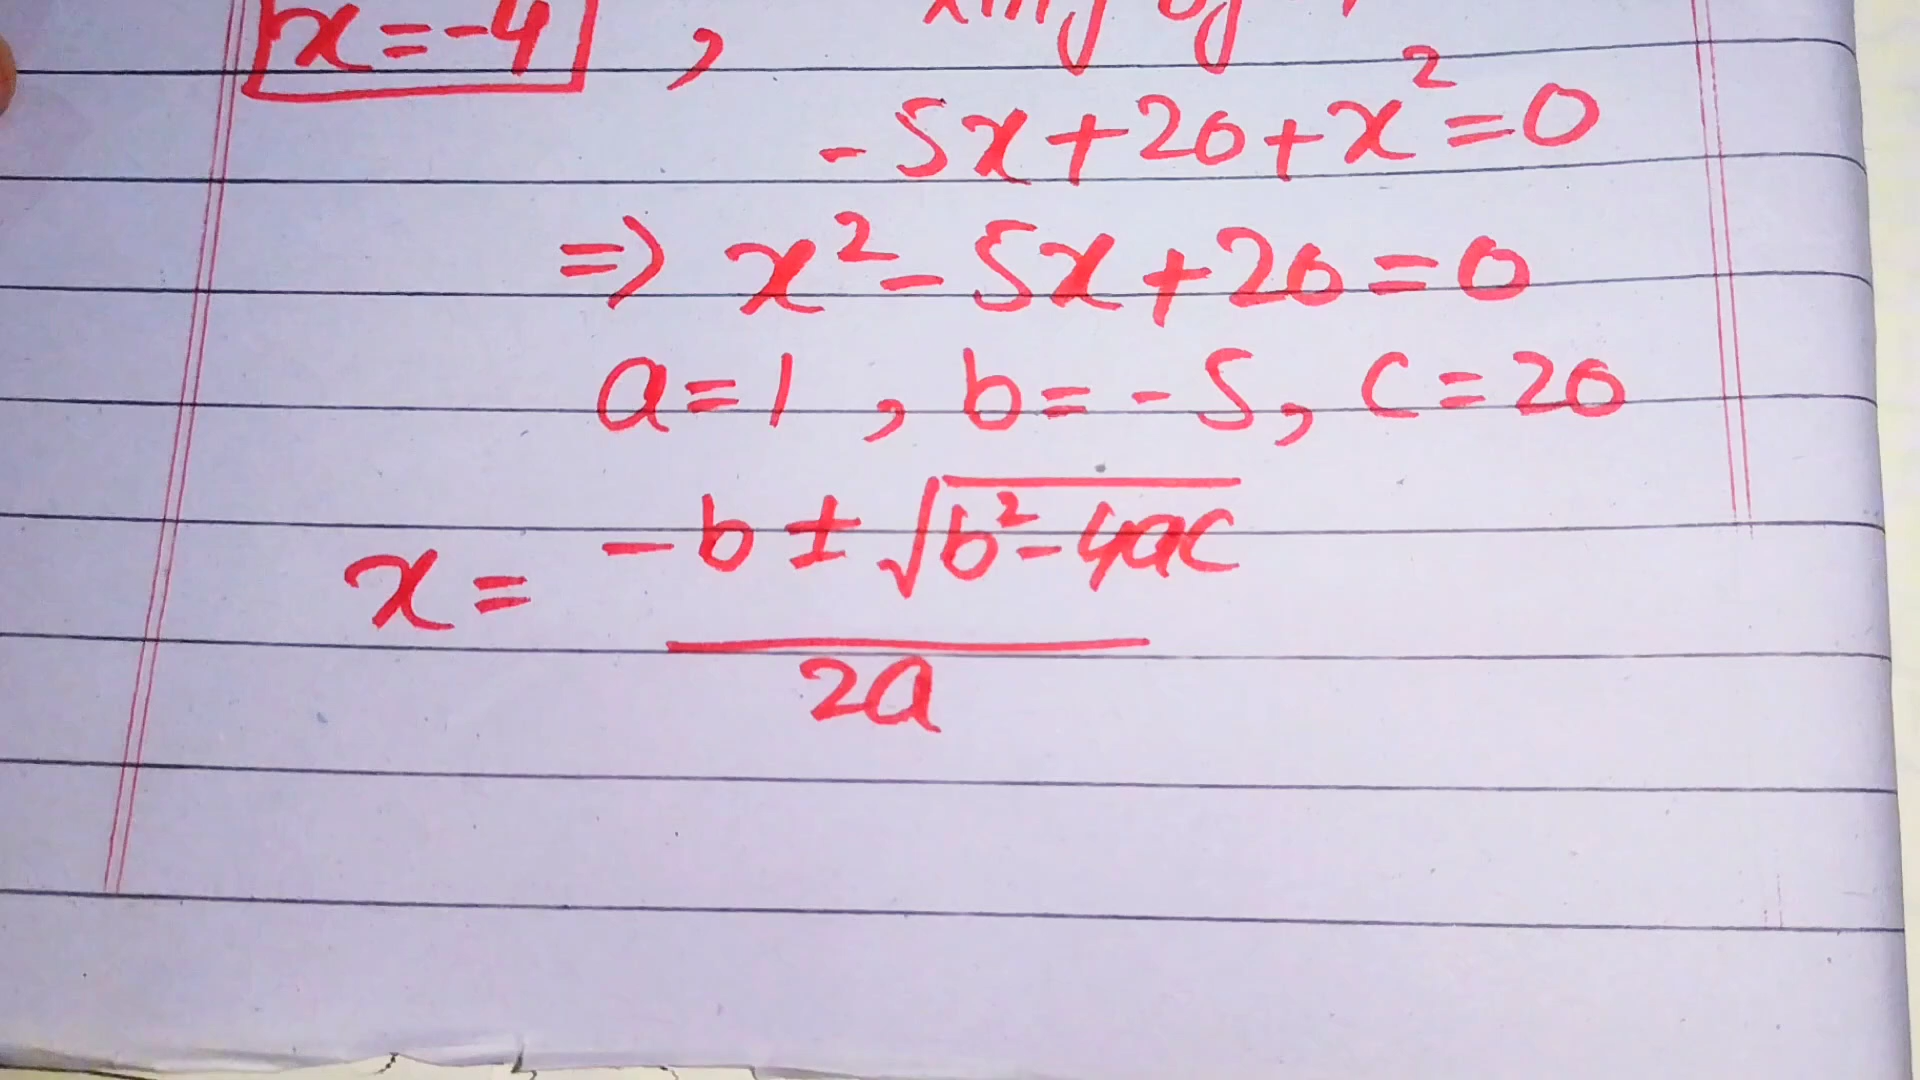 x=-4 ,
-5x+20+x²=0
=> x²-5x+20=0
a=1, b=-5, c=20
x= -b ± √b²-4ac
2a